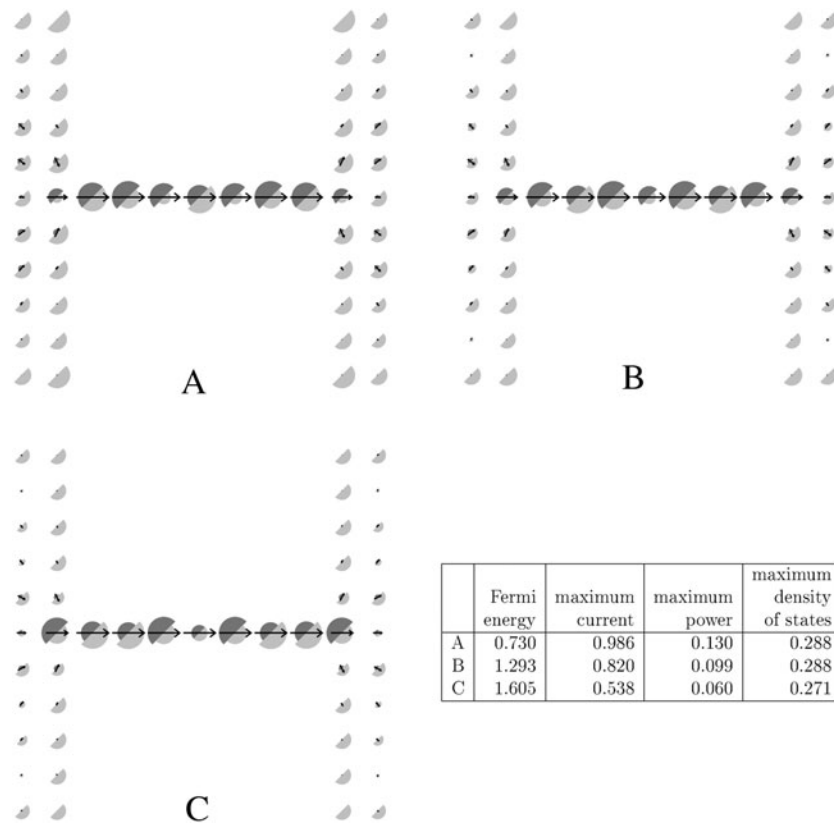 A
B
C
maximum
Fermi maximum maximum density
energy current power of states
A 0.730 0.986 0.130 0.288
B 1.293 0.820 0.099 0.288
C 1.605 0.538 0.060 0.271